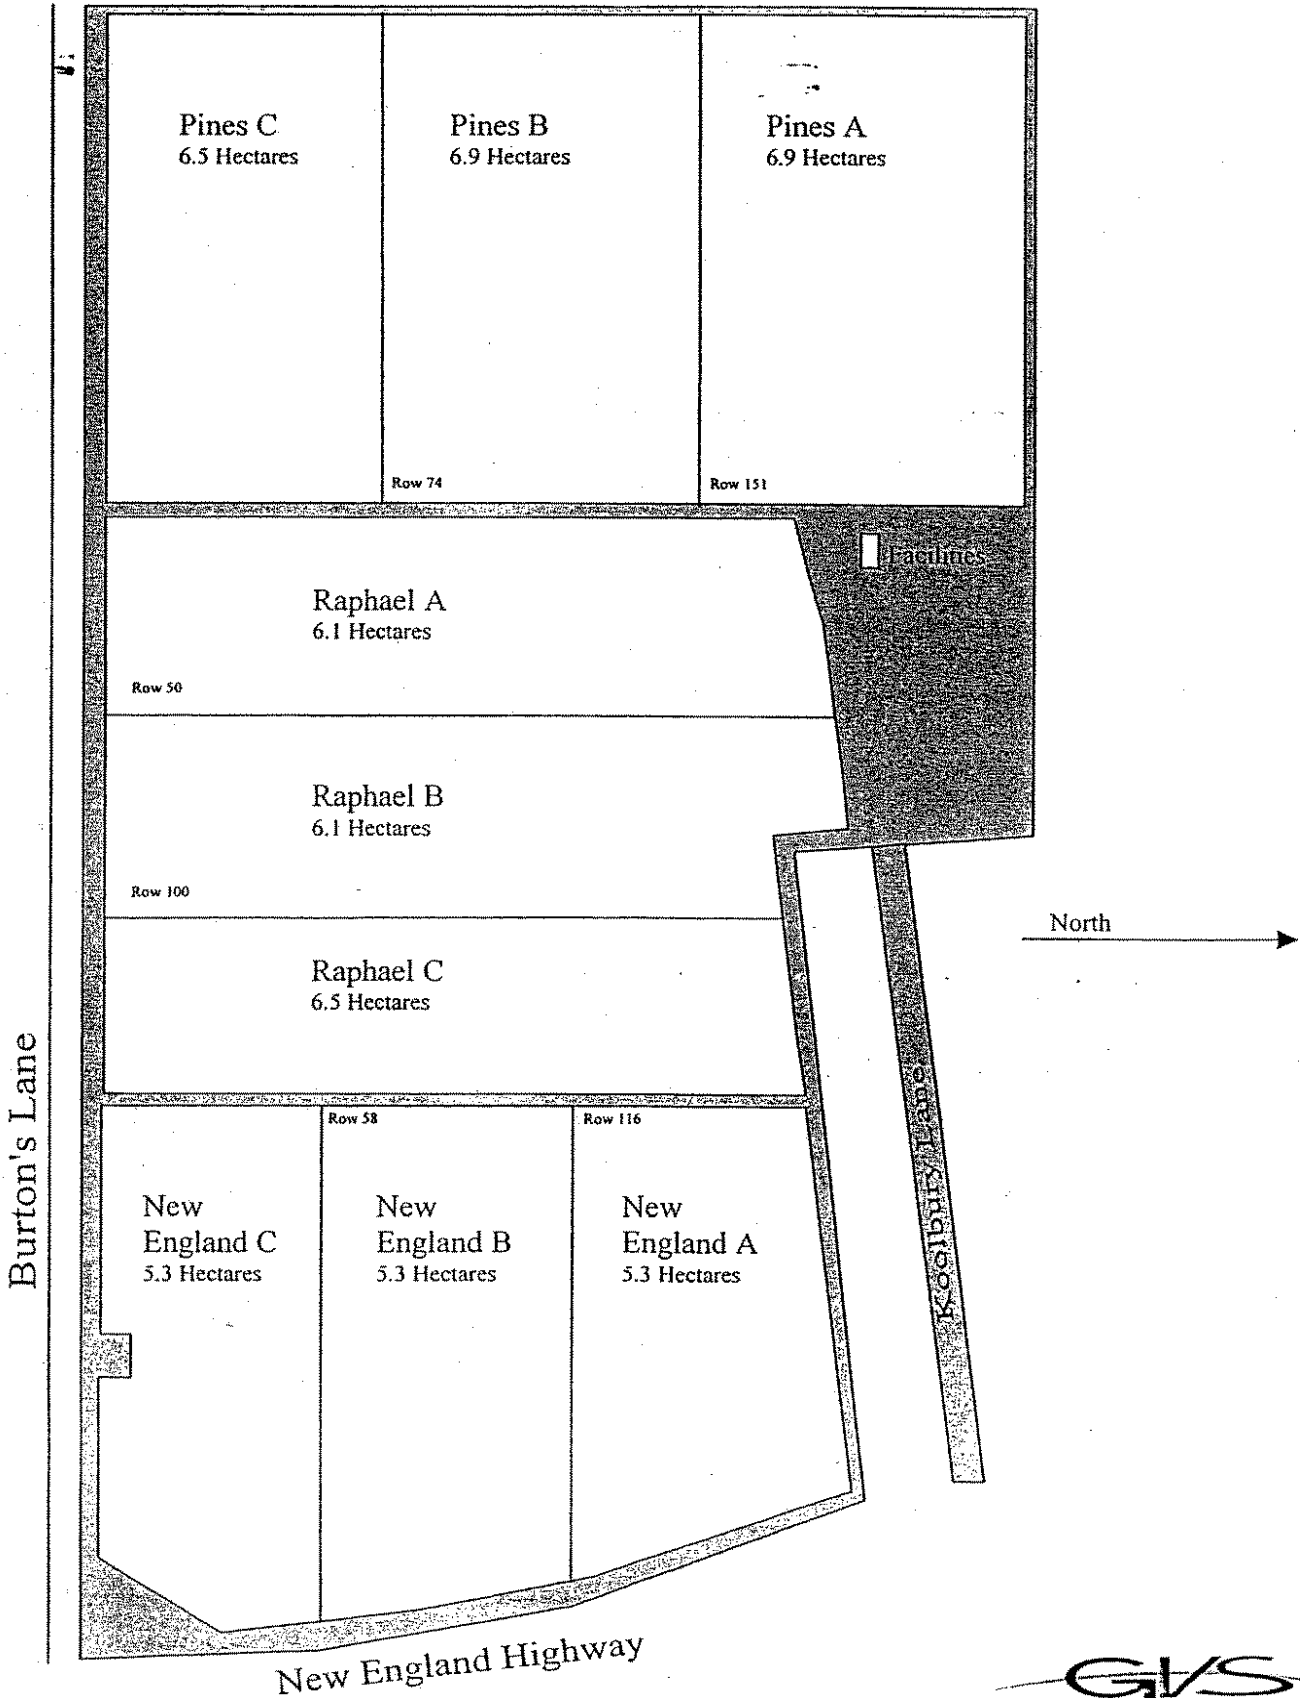 Pines C
6.5 Hectares
Pines B
6.9 Hectares
Pines A
6.9 Hectares
Row 74
Row 151
Facilities
Raphael A
6.1 Hectares
Row 50
Raphael B
6.1 Hectares
Row 100
North
Raphael C
6.5 Hectares
Burton's Lane
Koolbury Lane
Row 58
Row 116
New
England C
5.3 Hectares
New
England B
5.3 Hectares
New
England A
5.3 Hectares
New England Highway
GVS